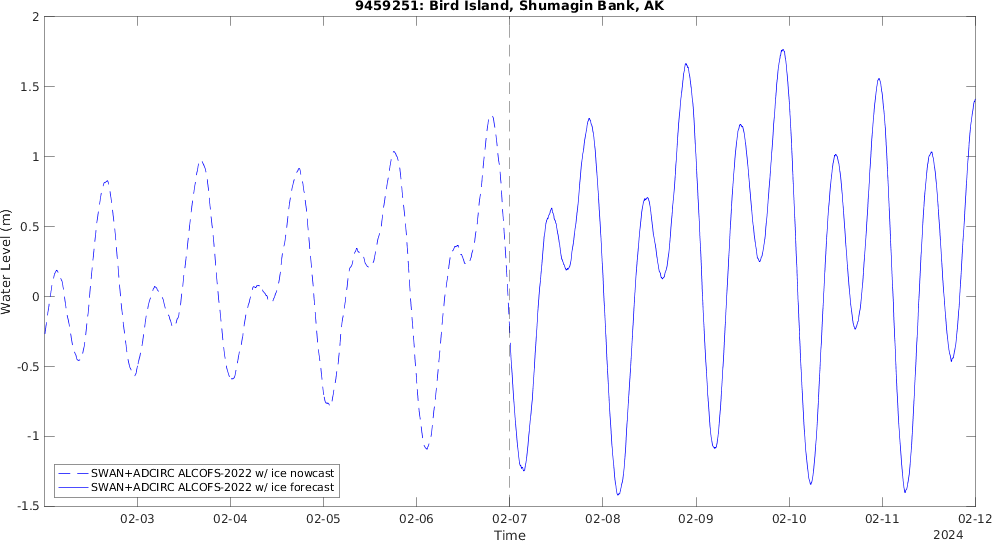 9459251: Bird Island, Shumagin Bank, AK
2
1.5
1
0.5
0
-0.5
-1
-1.5
Water Level (m)
SWAN+ADCIRC ALCOFS-2022 w/ ice nowcast
SWAN+ADCIRC ALCOFS-2022 w/ ice forecast
02-03 02-04 02-05 02-06 02-07 02-08 02-09 02-10 02-11 02-12
Time
2024